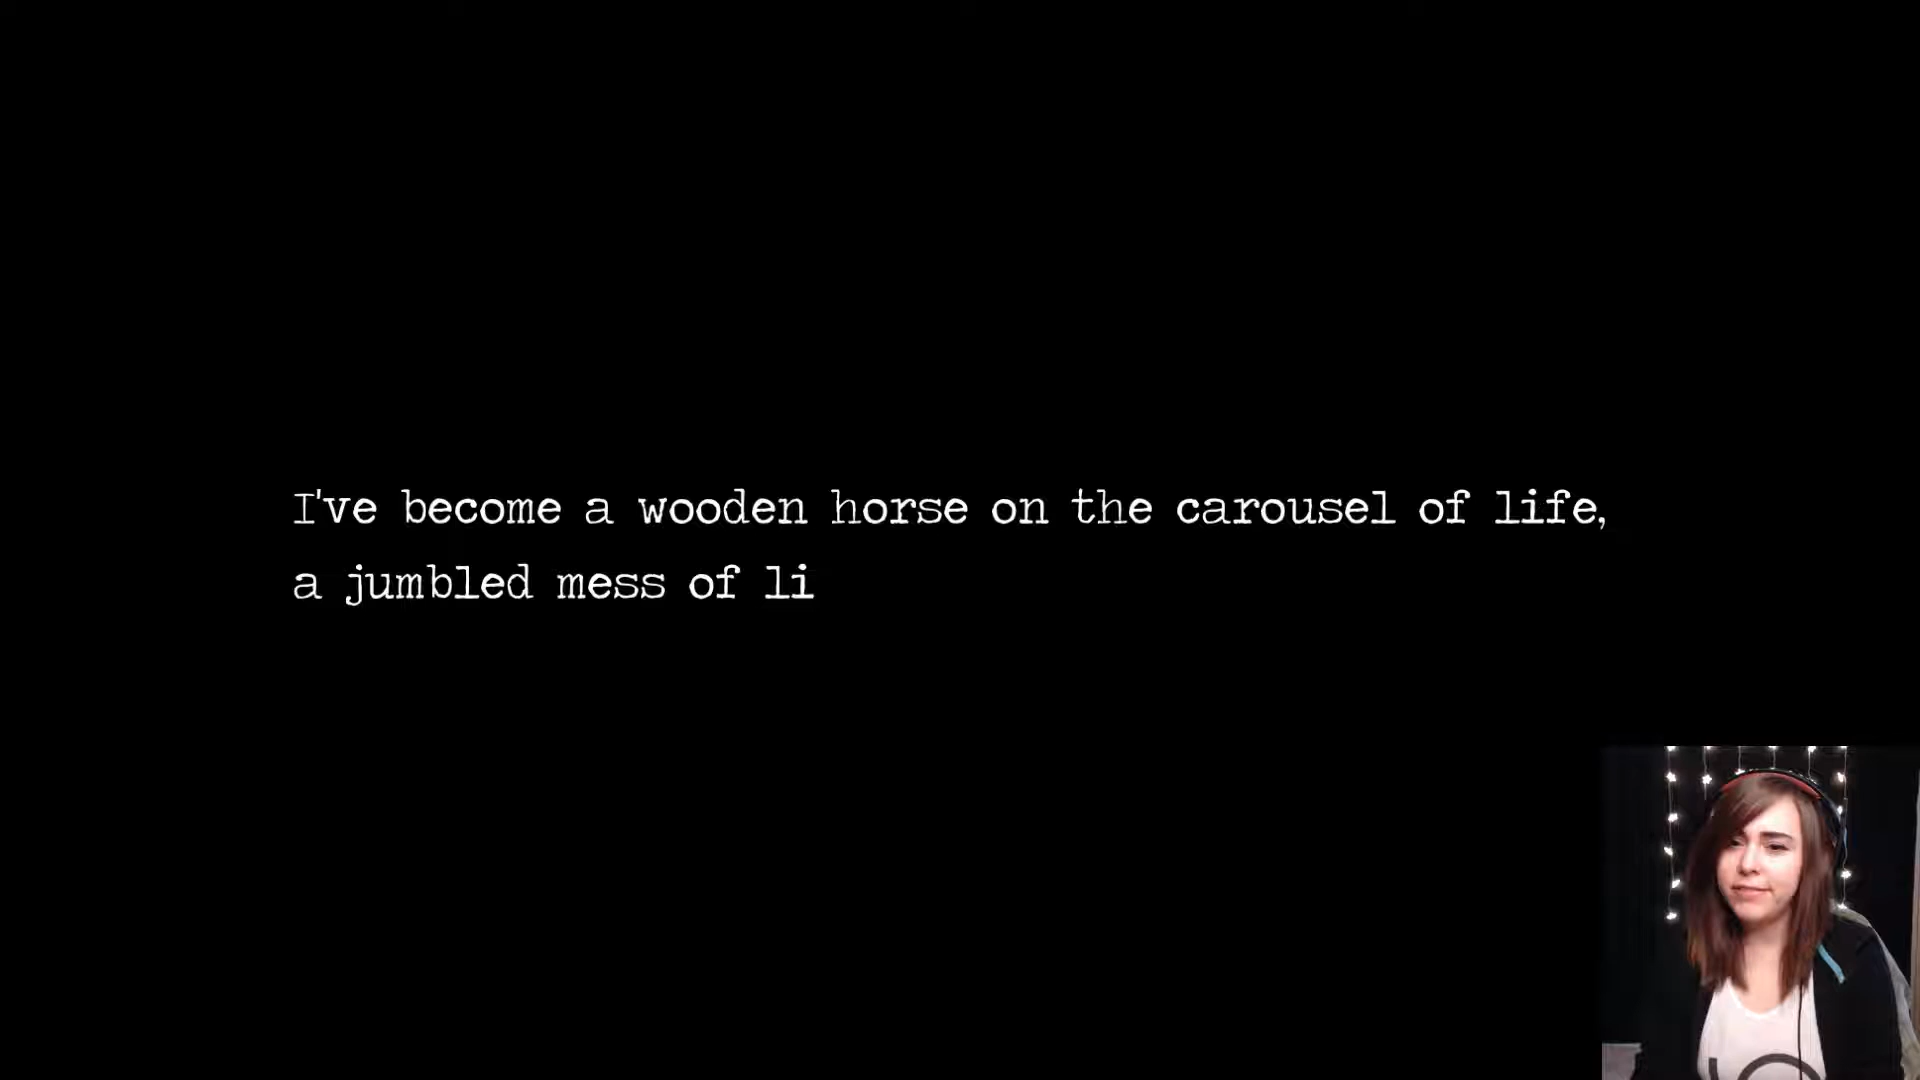 I've become a wooden horse on the carousel of life,
a jumbled mess of li